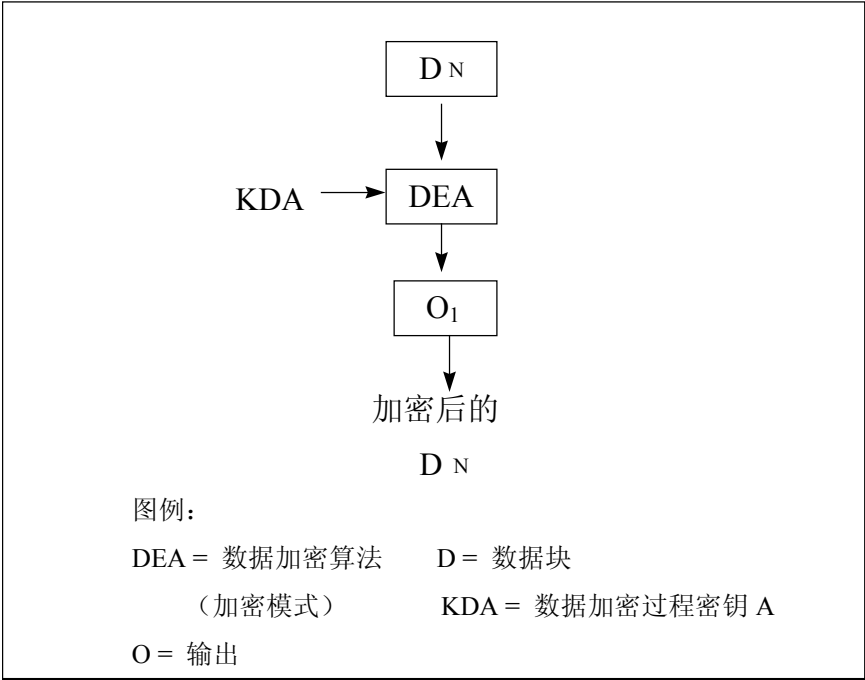 D N
KDA DEA
O₁
加密后的
D N
图例：
DEA = 数据加密算法 D = 数据块
（加密模式） KDA = 数据加密过程密钥 A
O = 输出